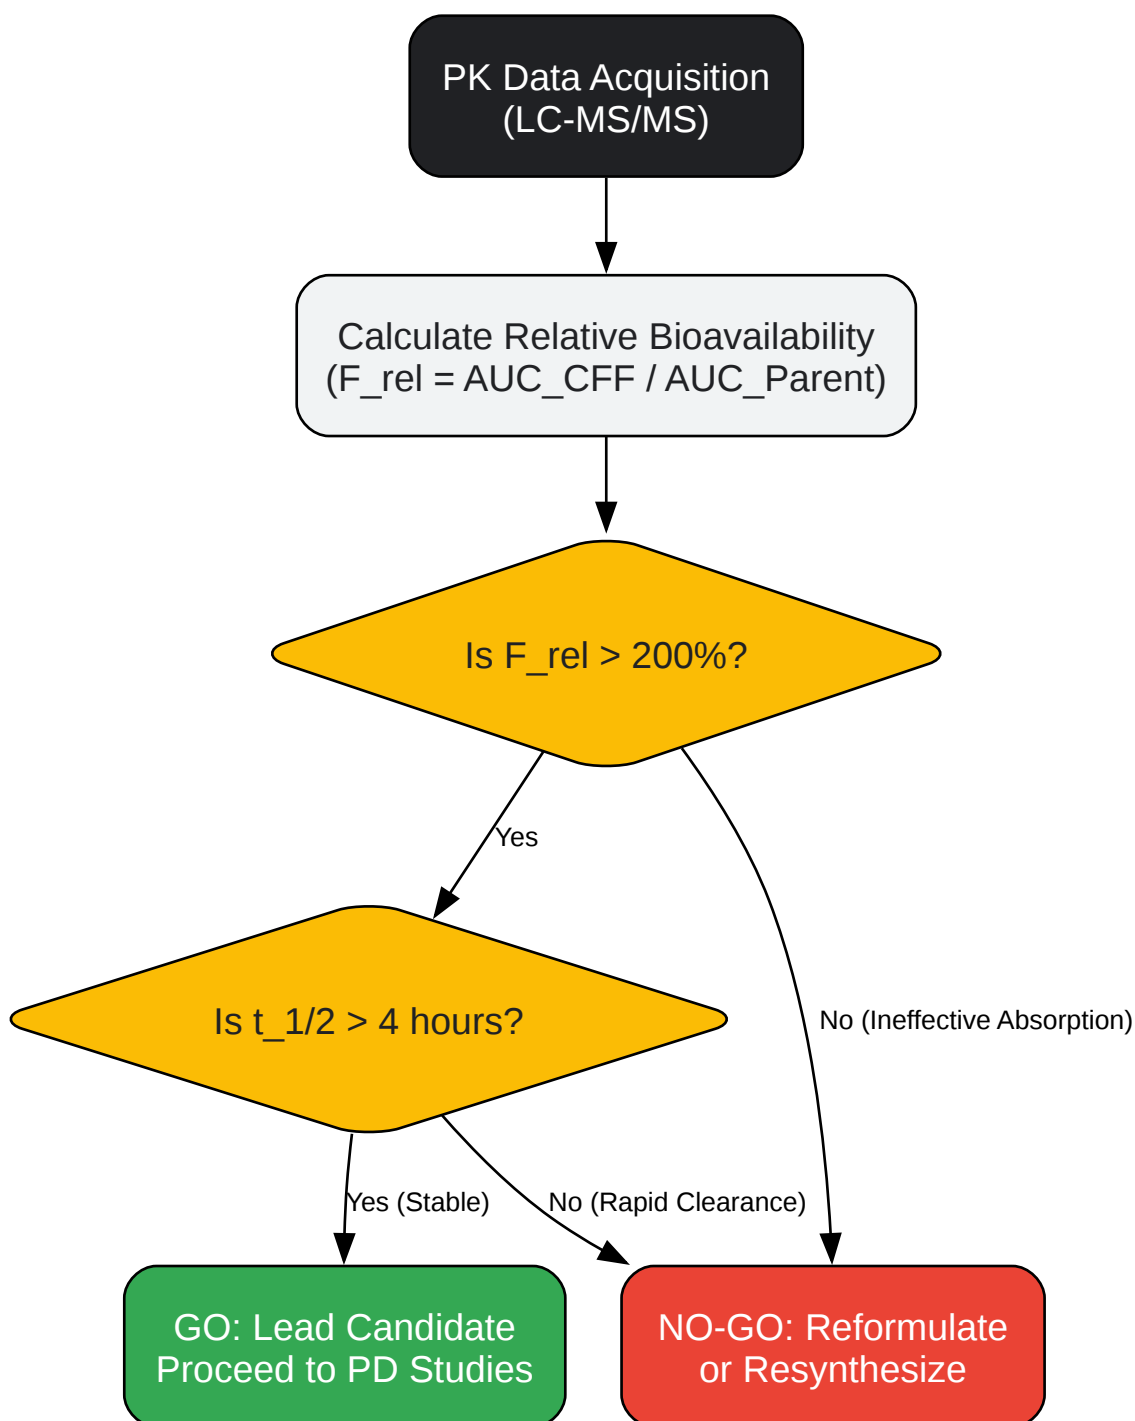 PK Data Acquisition
(LC-MS/MS)
Calculate Relative Bioavailability
(F_rel = AUC_CFF / AUC_Parent)
Is F_rel > 200%?
Yes
Is t_1/2 > 4 hours?
No (Ineffective Absorption)
Yes (Stable)
No (Rapid Clearance)
GO: Lead Candidate
Proceed to PD Studies
NO-GO: Reformulate
or Resynthesize